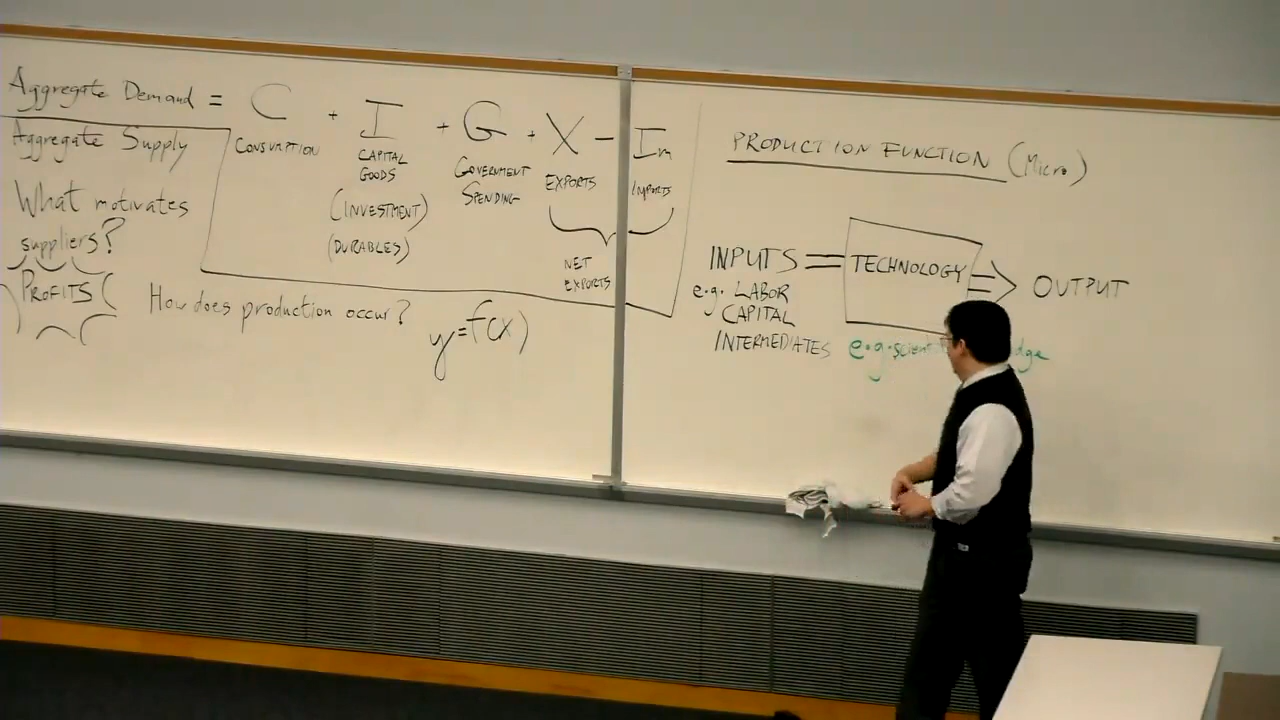 Aggregate Demand = C + I + G + X - Im
CONSUMPTION
CAPITAL
GOODS
(INVESTMENT)
(DURABLES)
GOVERNMENT
SPENDING
EXPORTS
IMPORTS
NET
EXPORTS
Aggregate Supply
What motivates
suppliers?
PROFITS
How does production occur?
y=f(x)
PRODUCTION FUNCTION (Micro)
INPUTS
TECHNOLOGY
OUTPUT
e.g. LABOR
CAPITAL
INTERMEDIATES
e.g.